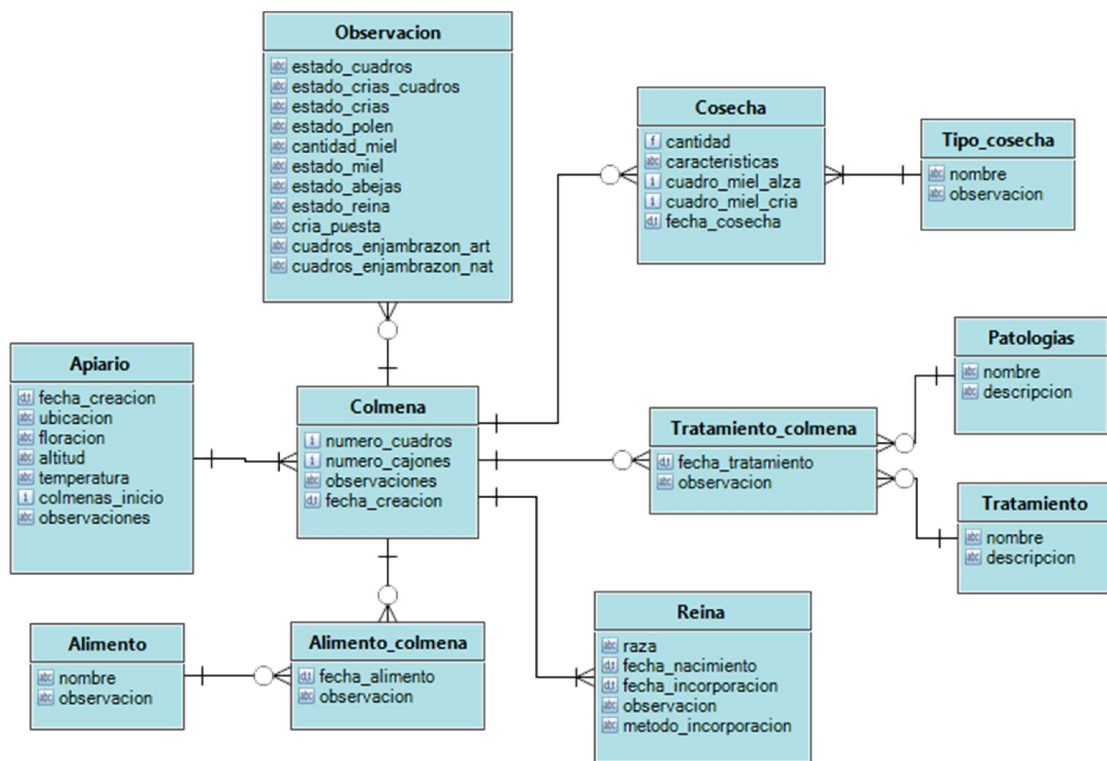 Observacion
estado_cuadros
estado_crias_cuadros
estado_crias
estado_polen
cantidad_miel
estado_miel
estado_abejas
estado_reina
cria_puesta
cuadros_enjambrazon_art
cuadros_enjambrazon_nat
Cosecha
cantidad
caracteristicas
cuadro_miel_alza
cuadro_miel_cria
fecha_cosecha
Tipo_cosecha
nombre
observacion
Apiario
fecha_creacion
ubicacion
floracion
altitud
temperatura
colmenas_inicio
observaciones
Colmena
numero_cuadros
numero_cajones
observaciones
fecha_creacion
Tratamiento_colmena
fecha_tratamiento
observacion
Patologias
nombre
descripcion
Tratamiento
nombre
descripcion
Alimento
nombre
observacion
Alimento_colmena
fecha_alimento
observacion
Reina
raza
fecha_nacimiento
fecha_incorporacion
observacion
metodo_incorporacion